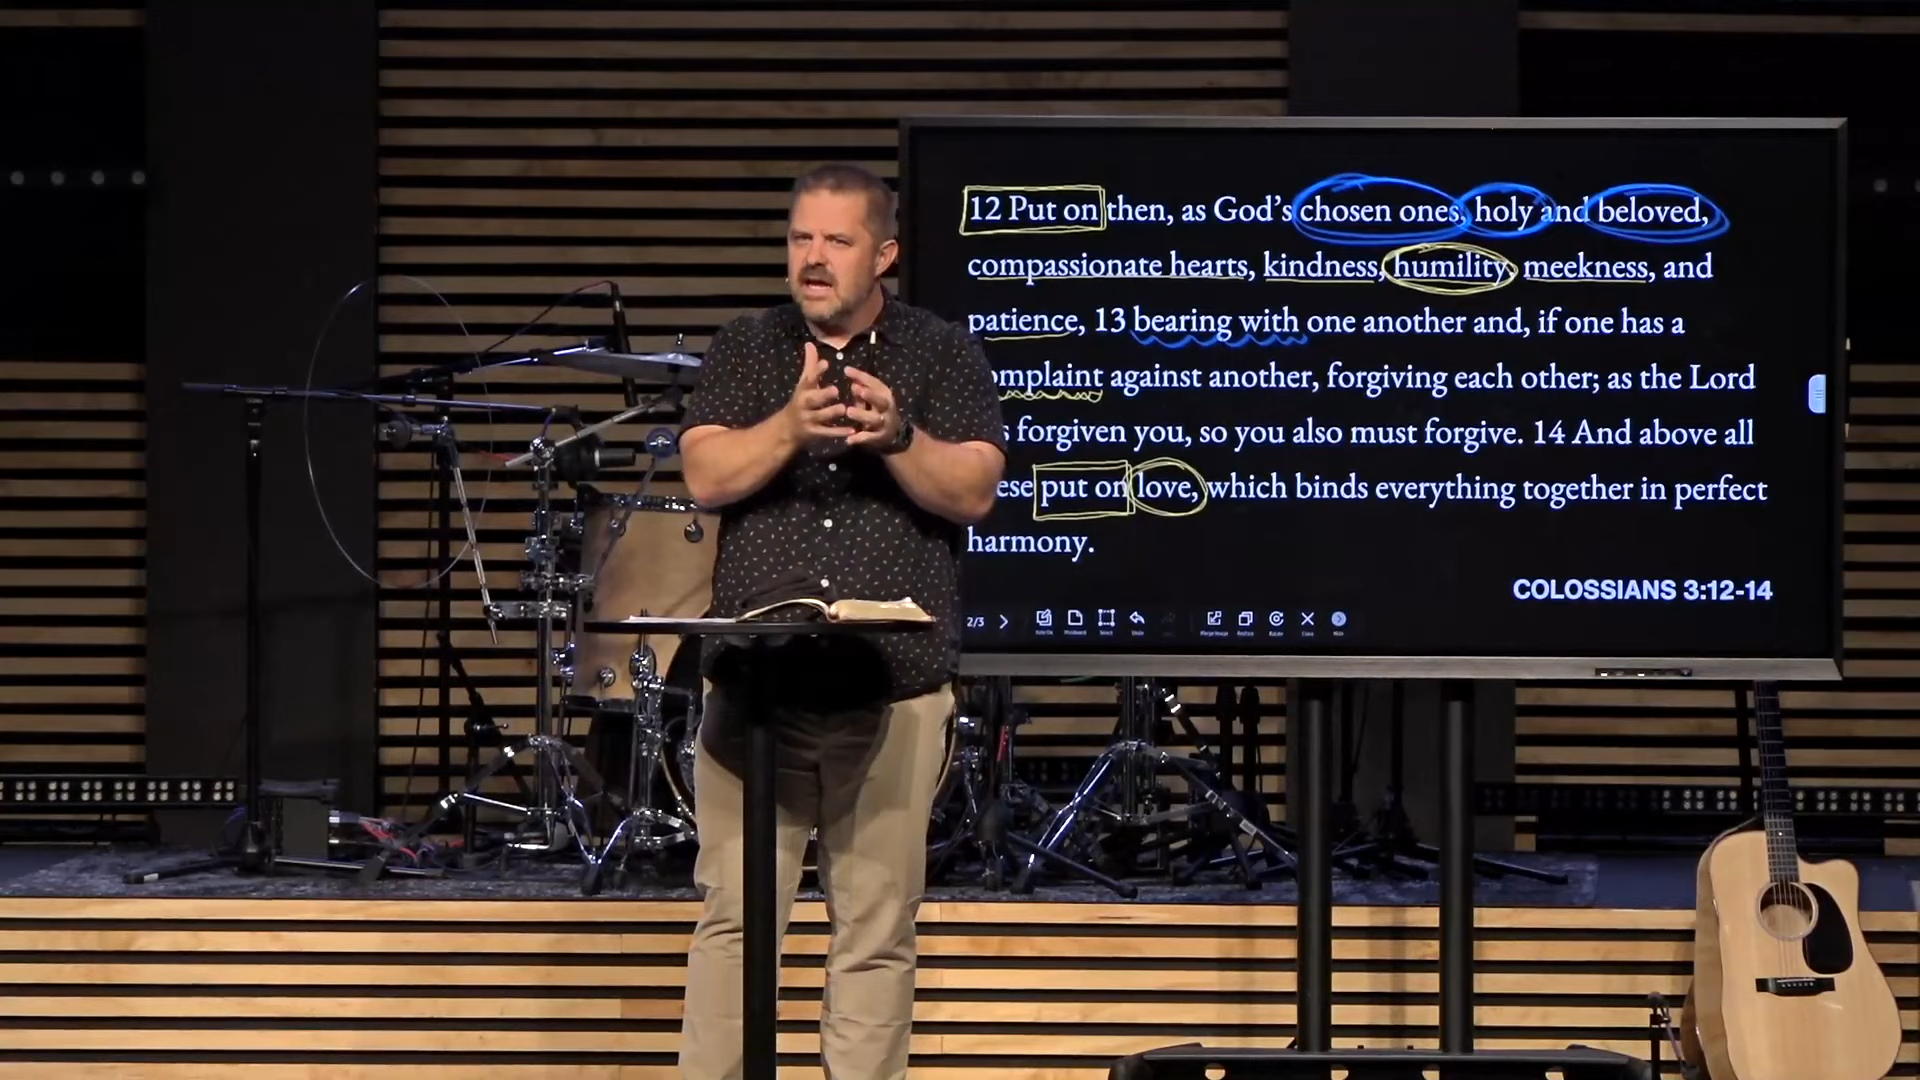 12 Put on then, as God's chosen ones, holy and beloved,
compassionate hearts, kindness, humility, meekness, and
patience, 13 bearing with one another and, if one has a
omplaint against another, forgiving each other; as the Lord
s forgiven you, so you also must forgive. 14 And above all
ese put on love, which binds everything together in perfect
harmony.
COLOSSIANS 3:12-14
2/3